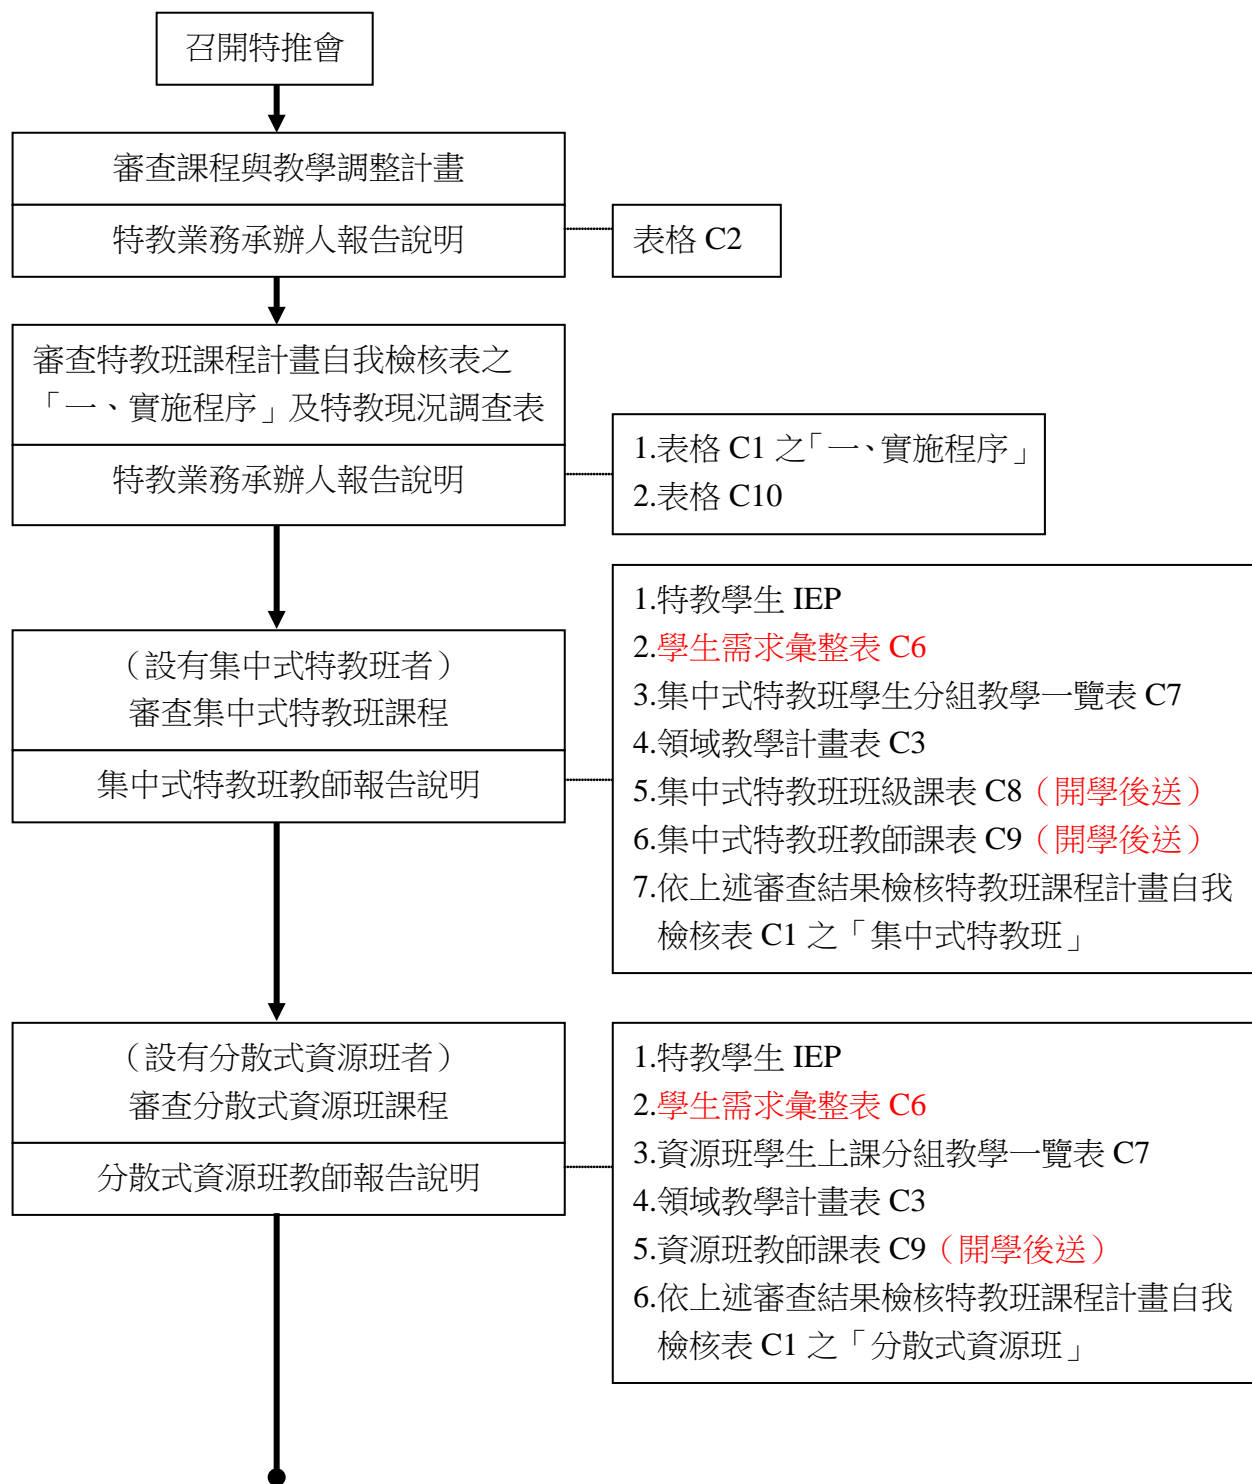 召開特推會
審查課程與教學調整計畫
特教業務承辦人報告說明
表格 C2
審查特教班課程計畫自我檢核表之
「一、實施程序」及特教現況調查表
特教業務承辦人報告說明
1.表格 C1 之「一、實施程序」
2.表格 C10
（設有集中式特教班者）
審查集中式特教班課程
集中式特教班教師報告說明
1.特教學生 IEP
2.學生需求彙整表 C6
3.集中式特教班學生分組教學一覽表 C7
4.領域教學計畫表 C3
5.集中式特教班班級課表 C8（開學後送）
6.集中式特教班教師課表 C9（開學後送）
7.依上述審查結果檢核特教班課程計畫自我
檢核表 C1 之「集中式特教班」
（設有分散式資源班者）
審查分散式資源班課程
分散式資源班教師報告說明
1.特教學生 IEP
2.學生需求彙整表 C6
3.資源班學生上課分組教學一覽表 C7
4.領域教學計畫表 C3
5.資源班教師課表 C9（開學後送）
6.依上述審查結果檢核特教班課程計畫自我
檢核表 C1 之「分散式資源班」